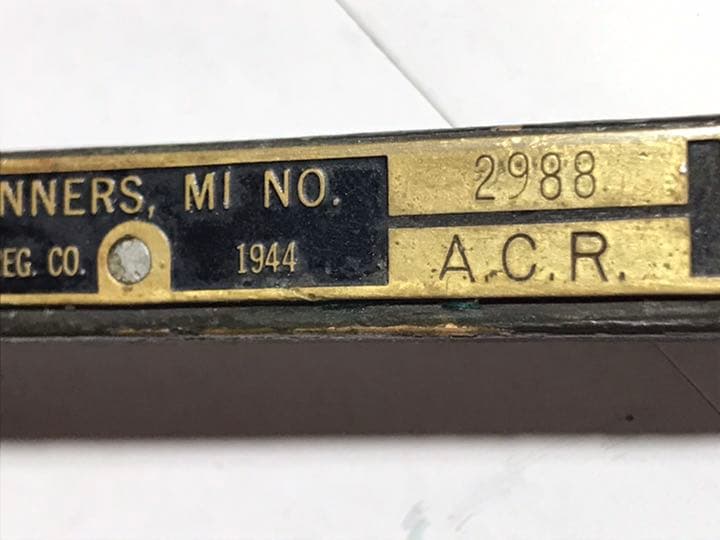 NNERS, MI NO. 2988
EG. CO. 1944 A.C.R.